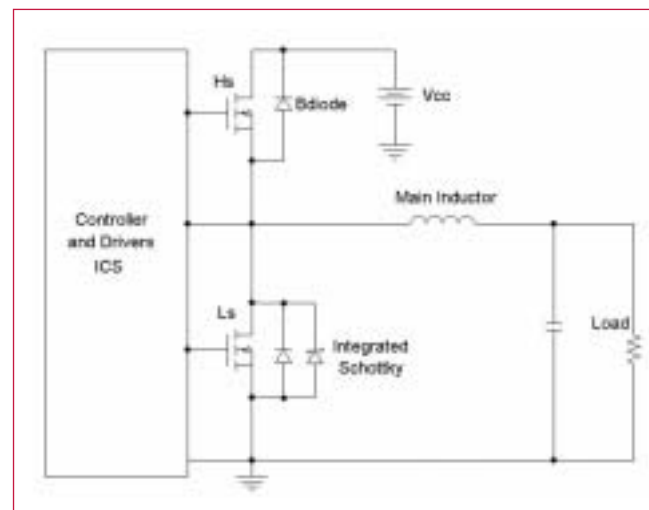 Hs
Bdiode
Vcc
Main Inductor
Controller
and Drivers
ICS
Ls
Integrated
Schottky
Load